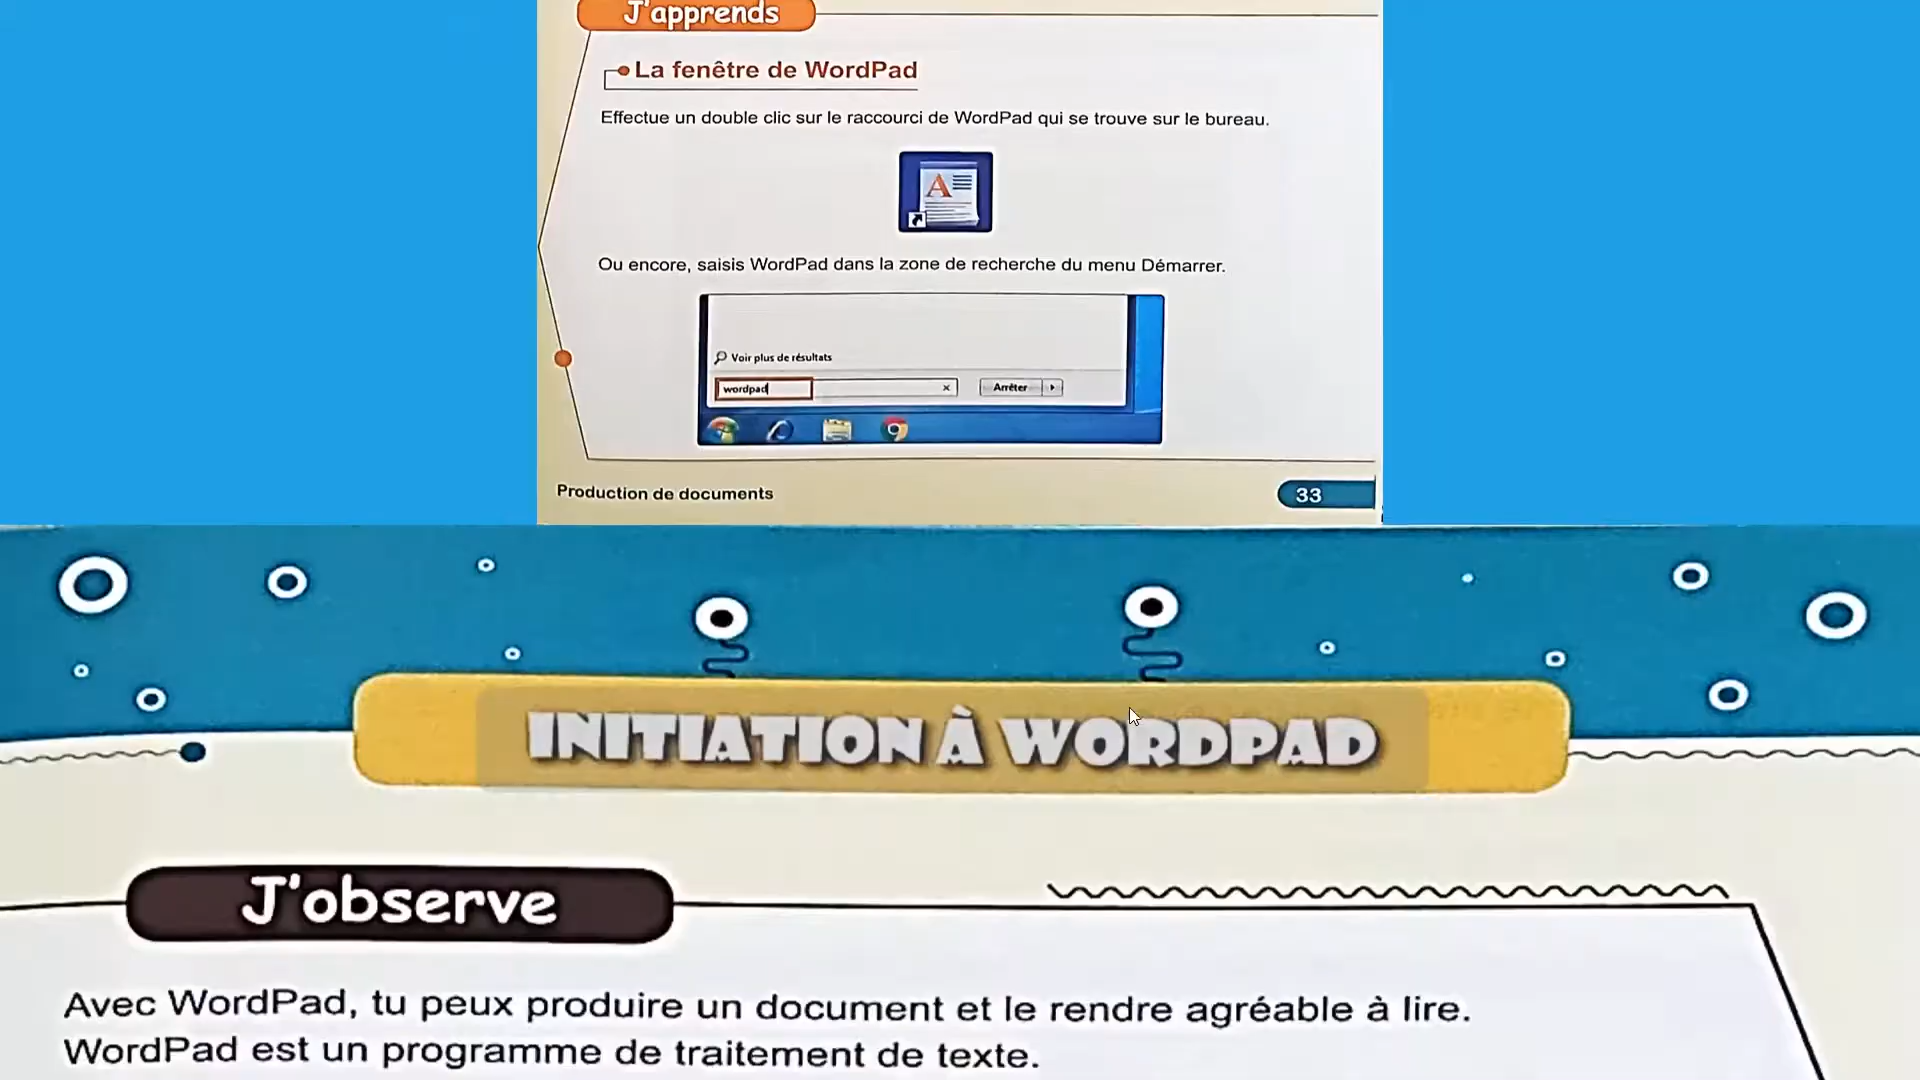 J'apprends
La fenêtre de WordPad
Effectue un double clic sur le raccourci de WordPad qui se trouve sur le bureau.
A
Ou encore, saisis WordPad dans la zone de recherche du menu Démarrer.
Voir plus de résultats
wordpad
Arrêter
Production de documents
33
INITIATION À WORDPAD
J'observe
Avec WordPad, tu peux produire un document et le rendre agréable à lire.
WordPad est un programme de traitement de texte.